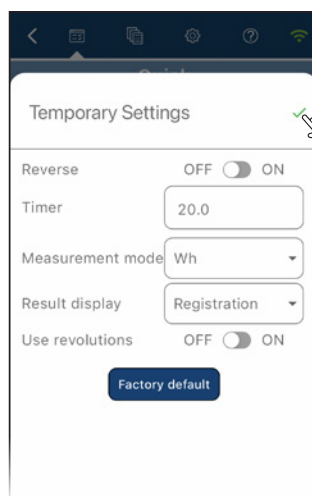 Temporary Settings
Reverse OFF ON
Timer 20.0
Measurement mode Wh
Result display Registration
Use revolutions OFF ON
Factory default